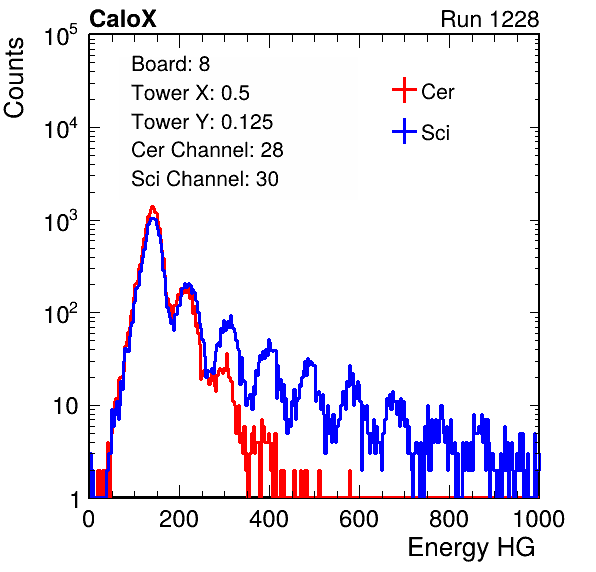 CaloX Run 1228
Board: 8
Tower X: 0.5
Tower Y: 0.125
Cer Channel: 28
Sci Channel: 30
Cer
Sci
Counts
10^5
10^4
10^3
10^2
10
1
0 200 400 600 800 1000
Energy HG